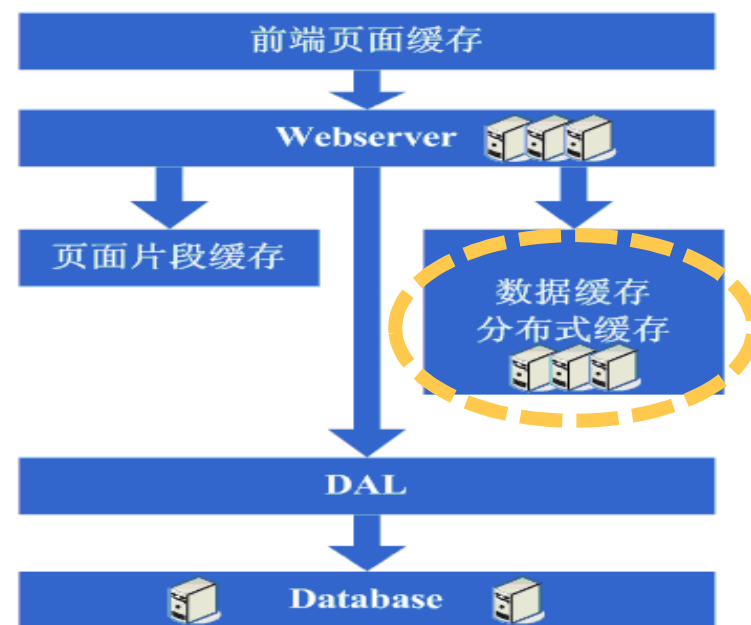 前端页面缓存
Webserver
页面片段缓存
数据缓存
分布式缓存
DAL
Database